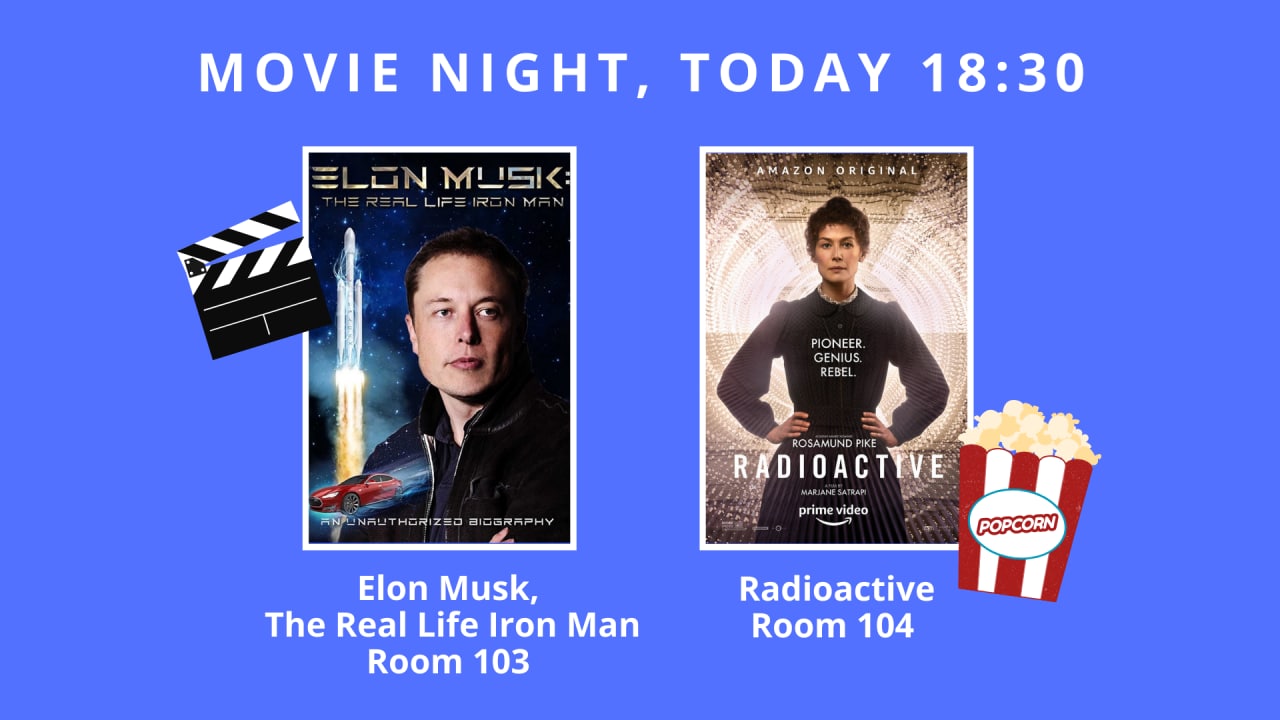 MOVIE NIGHT, TODAY 18:30
ELON MUSK:
THE REAL LIFE IRON MAN
AN UNAUTHORIZED BIOGRAPHY
AMAZON ORIGINAL
PIONEER.
GENIUS.
REBEL.
ROSAMUND PIKE
RADIOACTIVE
A FILM BY
MARJANE SATRAPI
prime video
POPCORN
Elon Musk,
The Real Life Iron Man
Room 103
Radioactive
Room 104